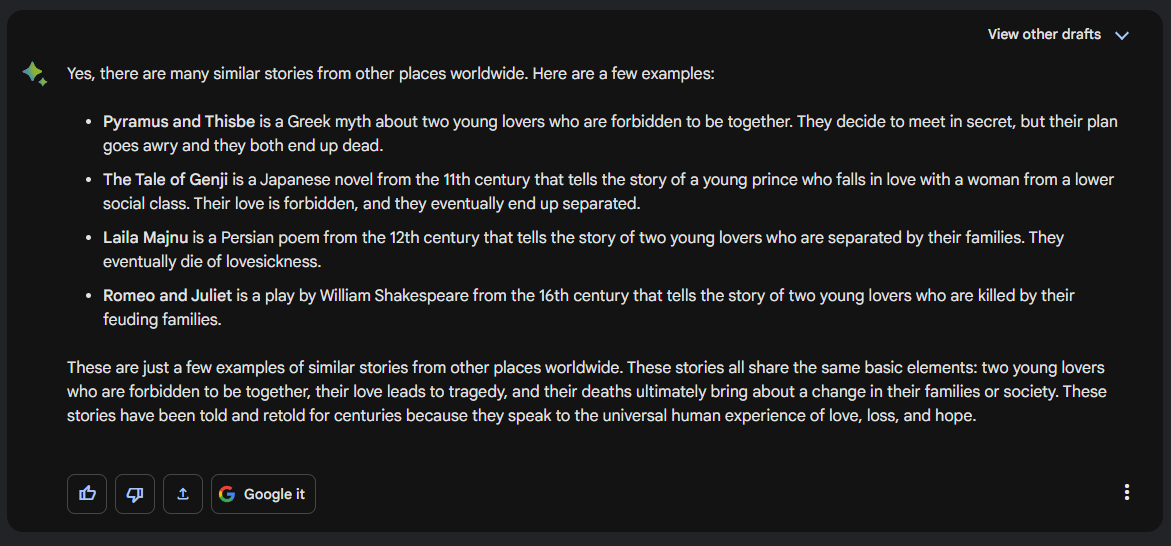 View other drafts
Yes, there are many similar stories from other places worldwide. Here are a few examples:
• Pyramus and Thisbe is a Greek myth about two young lovers who are forbidden to be together. They decide to meet in secret, but their plan
goes awry and they both end up dead.
• The Tale of Genji is a Japanese novel from the 11th century that tells the story of a young prince who falls in love with a woman from a lower
social class. Their love is forbidden, and they eventually end up separated.
• Laila Majnu is a Persian poem from the 12th century that tells the story of two young lovers who are separated by their families. They
eventually die of lovesickness.
• Romeo and Juliet is a play by William Shakespeare from the 16th century that tells the story of two young lovers who are killed by their
feuding families.
These are just a few examples of similar stories from other places worldwide. These stories all share the same basic elements: two young lovers
who are forbidden to be together, their love leads to tragedy, and their deaths ultimately bring about a change in their families or society. These
stories have been told and retold for centuries because they speak to the universal human experience of love, loss, and hope.
Google it